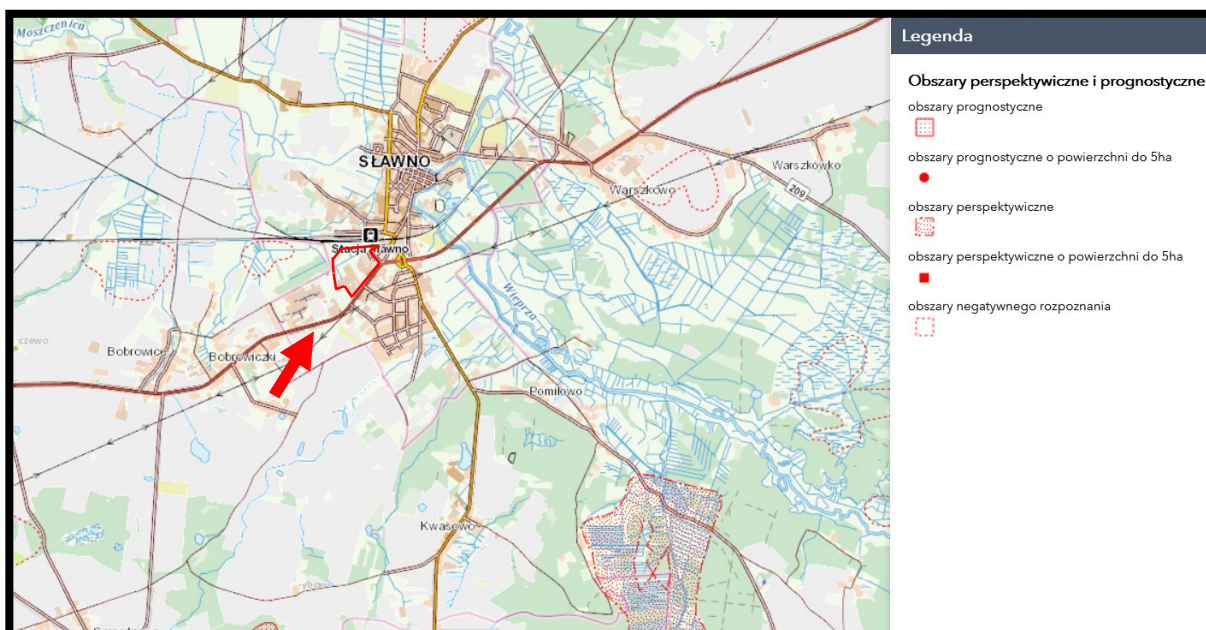 Moszczenica
SŁAWNO
Stacja Sławno
Warszkowo
Warszkówko
209
Wieprza
Bobrowice
Bobrowiczki
Pomiłowo
Kwasowo
Legenda
Obszary perspektywiczne i prognostyczne
obszary prognostyczne
obszary prognostyczne o powierzchni do 5ha
obszary perspektywiczne
obszary perspektywiczne o powierzchni do 5ha
obszary negatywnego rozpoznania